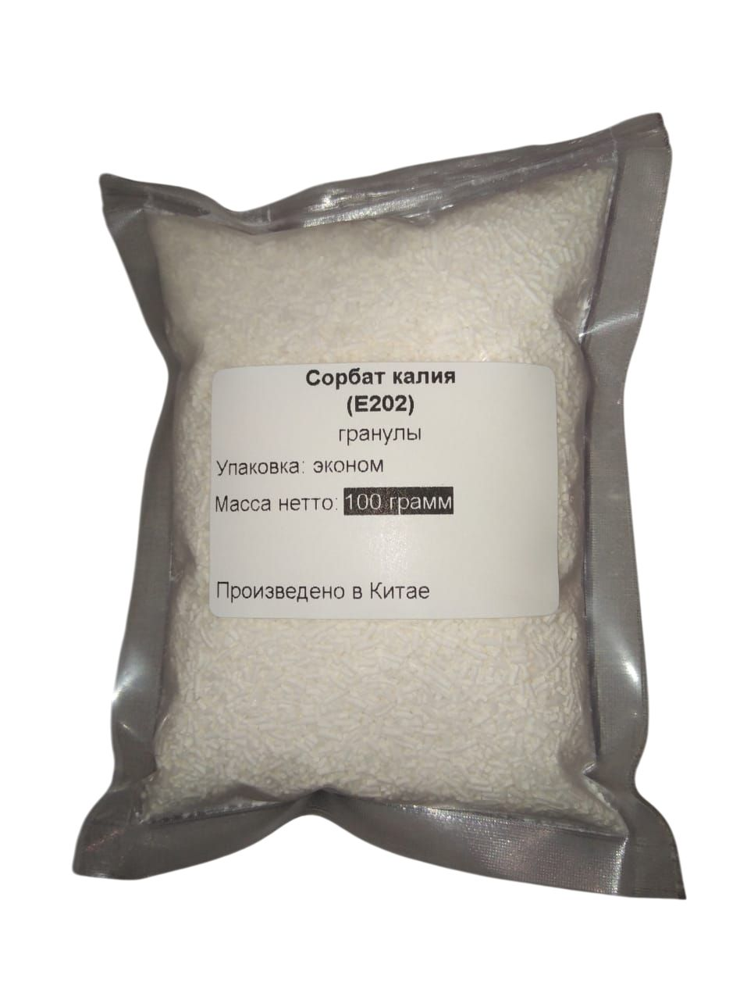 Сорбат калия
(Е202)
гранулы
Упаковка: эконом
Масса нетто: 100 грамм
Произведено в Китае